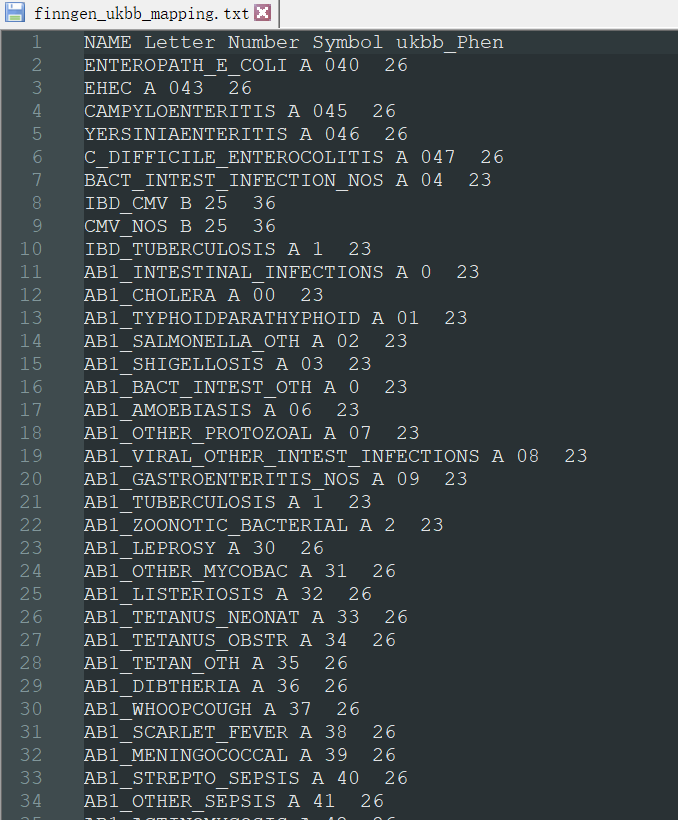 finngen_ukbb_mapping.txt
1 NAME Letter Number Symbol ukbb_Phen
2 ENTEROPATH_E_COLI A 040  26
3 EHEC A 043  26
4 CAMPYLOENTERITIS A 045  26
5 YERSINIAENTERITIS A 046  26
6 C_DIFFICILE_ENTEROCOLITIS A 047  26
7 BACT_INTEST_INFECTION_NOS A 04  23
8 IBD_CMV B 25  36
9 CMV_NOS B 25  36
10 IBD_TUBERCULOSIS A 1  23
11 AB1_INTESTINAL_INFECTIONS A 0  23
12 AB1_CHOLERA A 00  23
13 AB1_TYPHOIDPARATHYPHOID A 01  23
14 AB1_SALMONELLA_OTH A 02  23
15 AB1_SHIGELLOSIS A 03  23
16 AB1_BACT_INTEST_OTH A 0  23
17 AB1_AMOEBIASIS A 06  23
18 AB1_OTHER_PROTOZOAL A 07  23
19 AB1_VIRAL_OTHER_INTEST_INFECTIONS A 08  23
20 AB1_GASTROENTERITIS_NOS A 09  23
21 AB1_TUBERCULOSIS A 1  23
22 AB1_ZOONOTIC_BACTERIAL A 2  23
23 AB1_LEPROSY A 30  26
24 AB1_OTHER_MYCOBAC A 31  26
25 AB1_LISTERIOSIS A 32  26
26 AB1_TETANUS_NEONAT A 33  26
27 AB1_TETANUS_OBSTR A 34  26
28 AB1_TETAN_OTH A 35  26
29 AB1_DIBTHERIA A 36  26
30 AB1_WHOOPCOUGH A 37  26
31 AB1_SCARLET_FEVER A 38  26
32 AB1_MENINGOCOCCAL A 39  26
33 AB1_STREPTO_SEPSIS A 40  26
34 AB1_OTHER_SEPSIS A 41  26